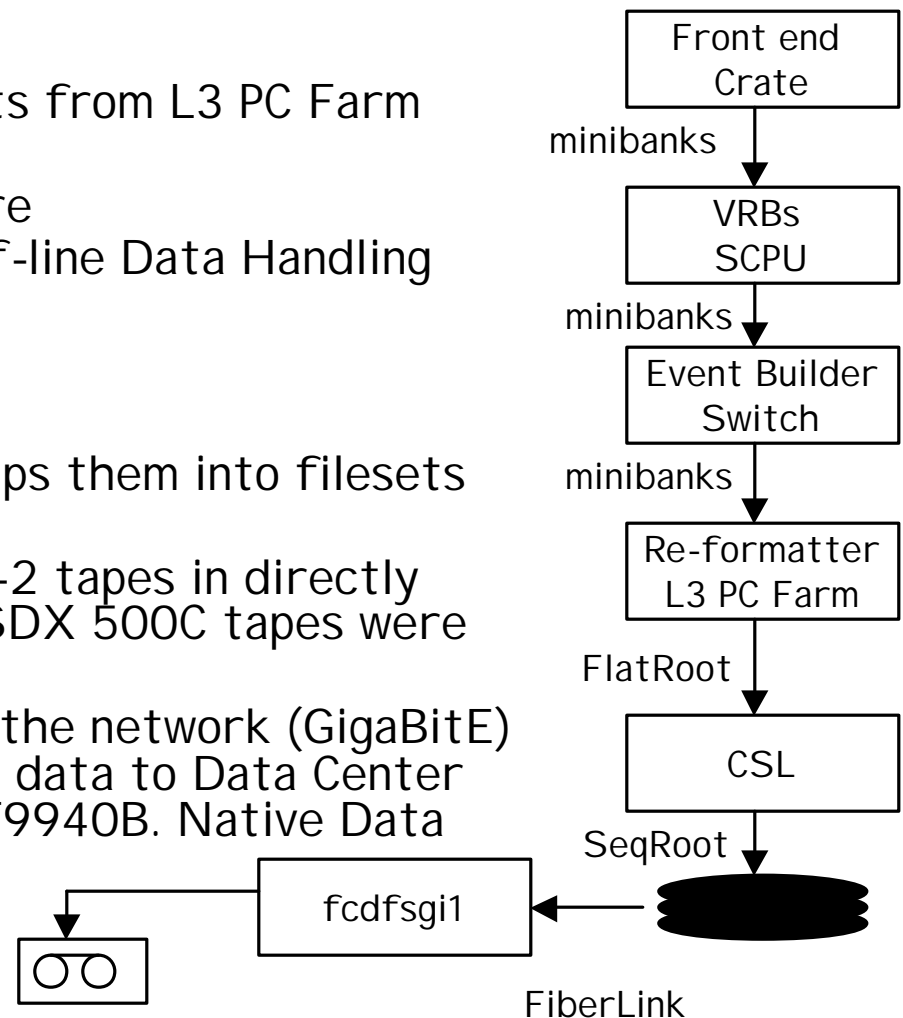 ts from L3 PC Farm
re
f-line Data Handling
ps them into filesets
-2 tapes in directly
SDX 500C tapes were
the network (GigaBitE)
data to Data Center
T9940B. Native Data
Front end
Crate
minibanks
VRBs
SCPU
minibanks
Event Builder
Switch
minibanks
Re-formatter
L3 PC Farm
FlatRoot
CSL
SeqRoot
fcdfsgi1
FiberLink